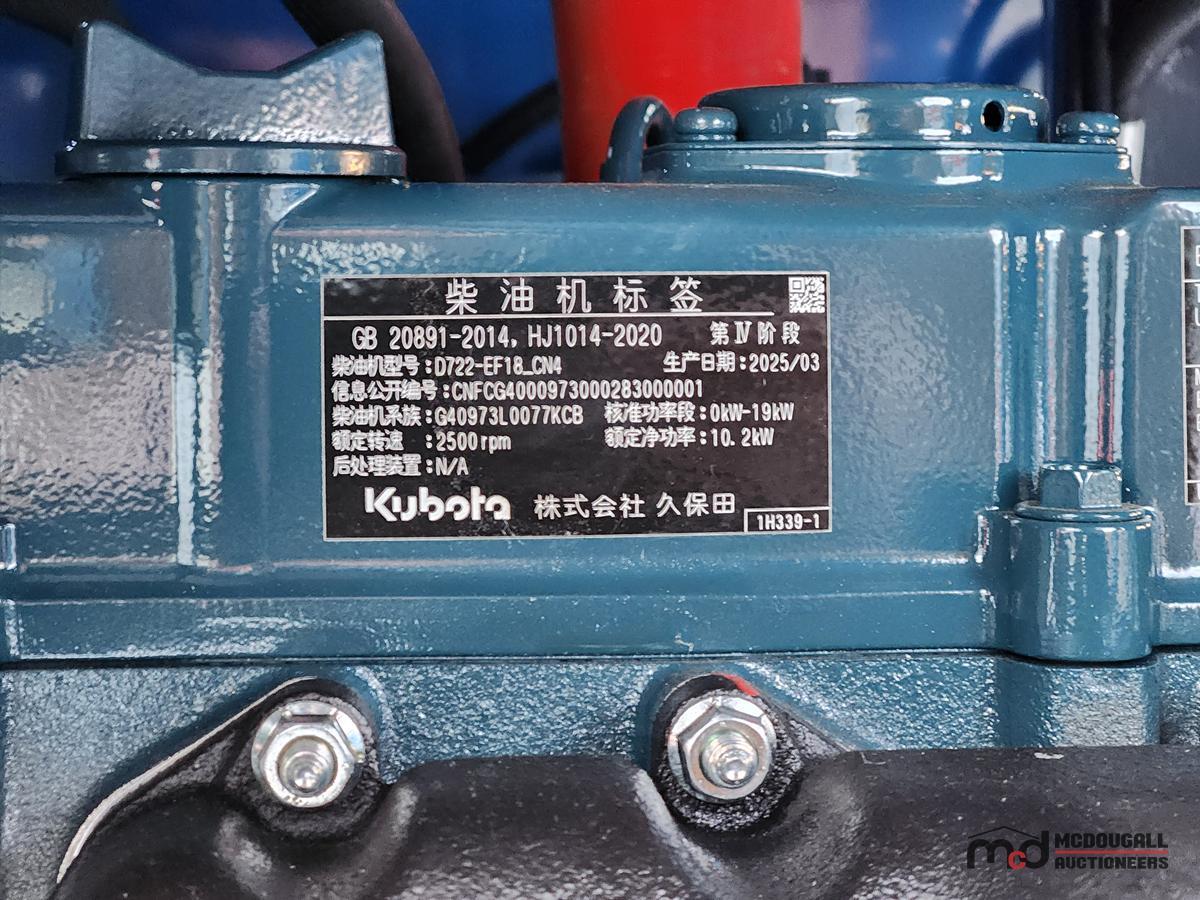 柴油机标签
GB 20891-2014, HJ1014-2020 第Ⅳ阶段
柴油机型号:D722-EF18_CN4 生产日期:2025/03
信息公开编号:CNFCG4000973000283000001
柴油机系族:G40973L0077KCB 核准功率段:0kW-19kW
额定转速 :2500rpm 额定净功率:10.2kW
后处理装置:N/A
Kubota 株式会社 久保田
1H339-1
mcd MCDOUGALL
AUCTIONEERS